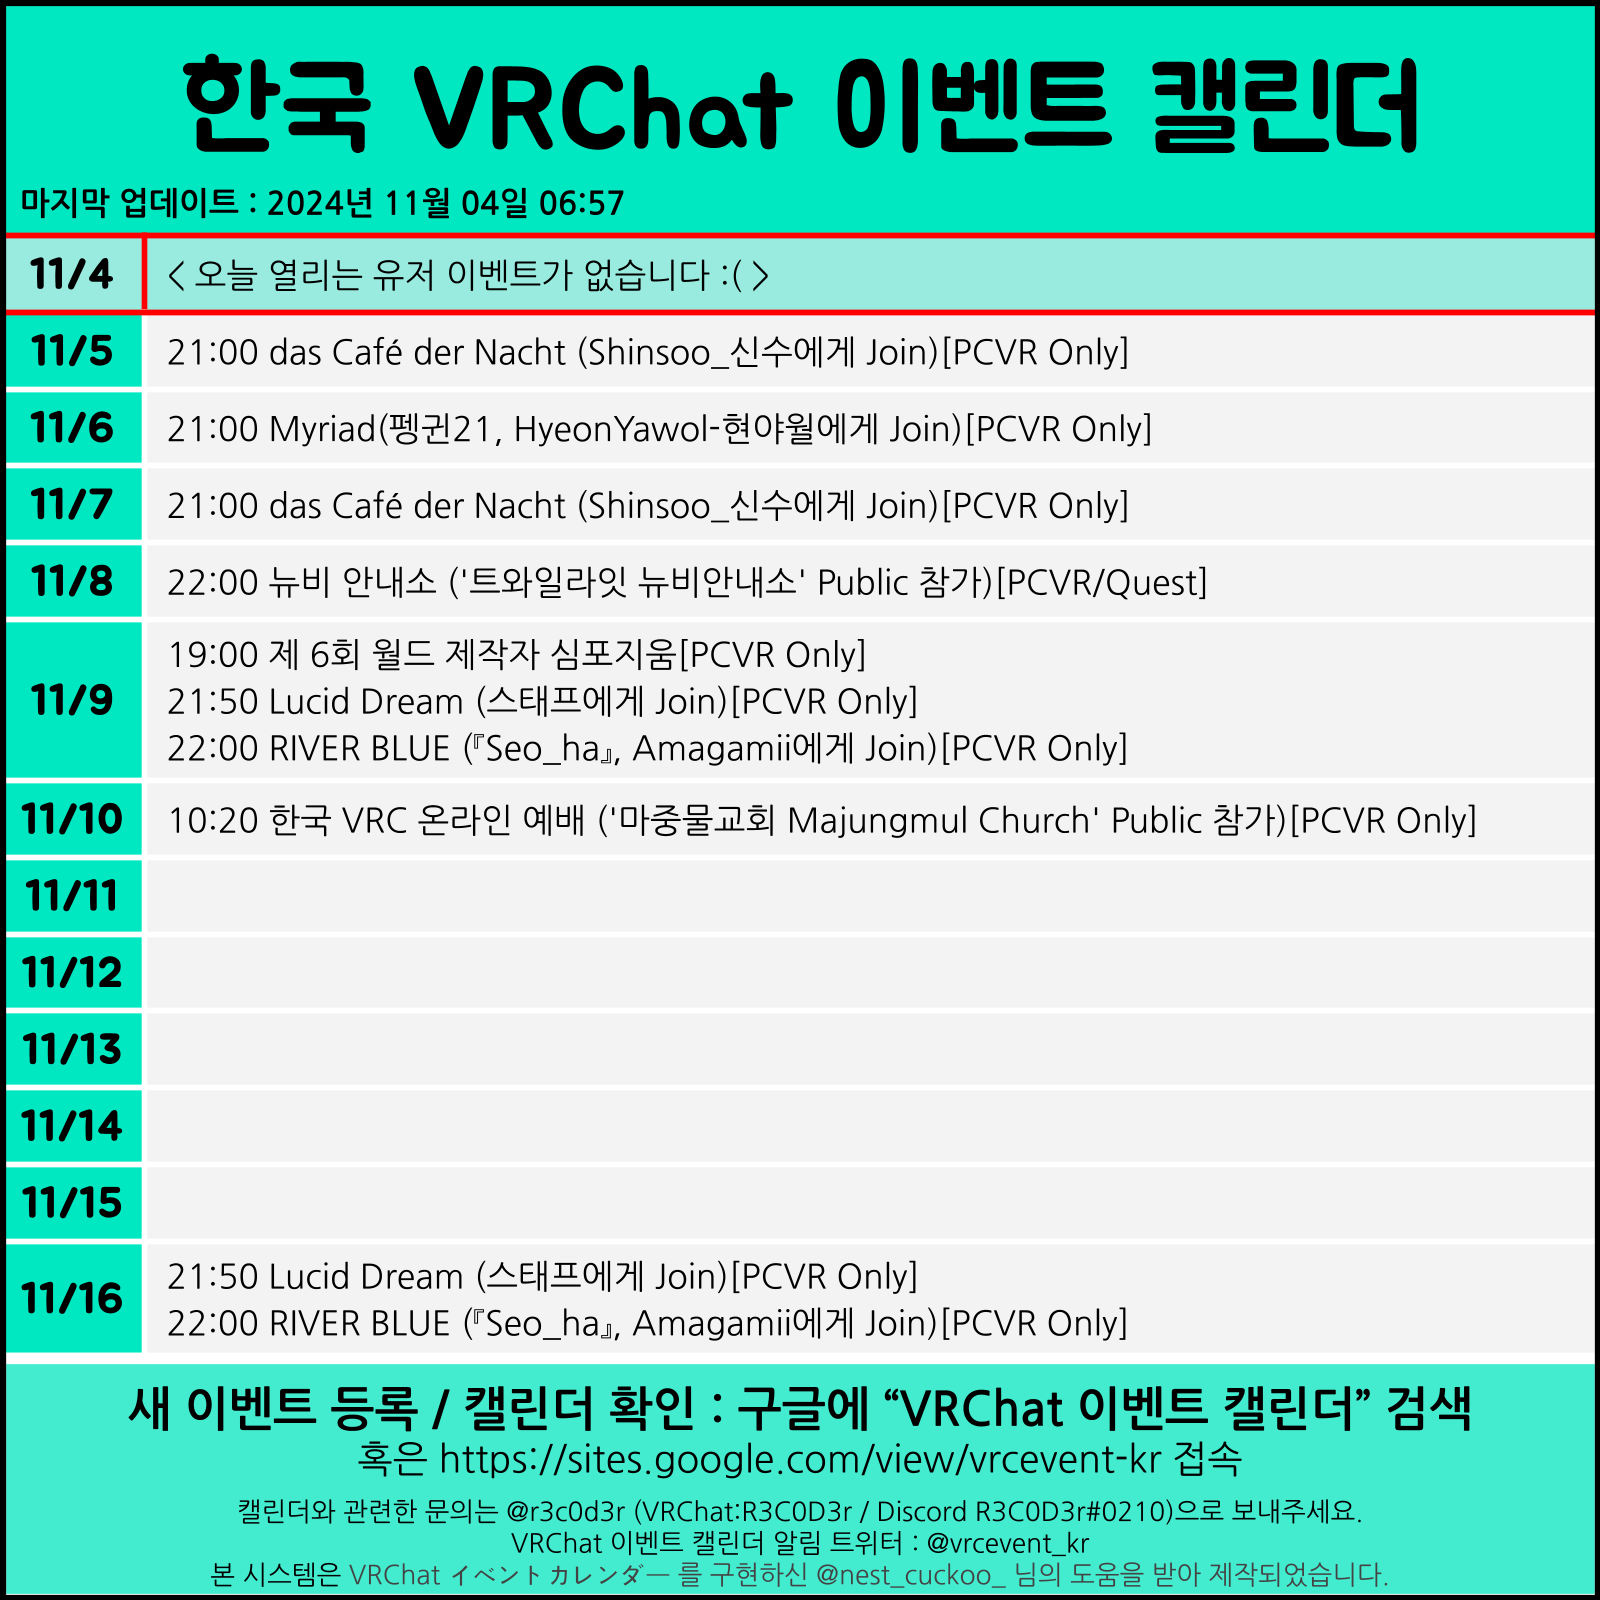 한국 VRChat 이벤트 캘린더
마지막 업데이트 : 2024년 11월 04일 06:57
11/4
< 오늘 열리는 유저 이벤트가 없습니다 :( >
11/5
21:00 das Café der Nacht (Shinsoo_신수에게 Join)[PCVR Only]
11/6
21:00 Myriad(펭귄21, HyeonYawol-현야월에게 Join)[PCVR Only]
11/7
21:00 das Café der Nacht (Shinsoo_신수에게 Join)[PCVR Only]
11/8
22:00 뉴비 안내소 ('트와일라잇 뉴비안내소' Public 참가)[PCVR/Quest]
11/9
19:00 제 6회 월드 제작자 심포지움[PCVR Only]
21:50 Lucid Dream (스태프에게 Join)[PCVR Only]
22:00 RIVER BLUE (『Seo_ha』, Amagamii에게 Join)[PCVR Only]
11/10
10:20 한국 VRC 온라인 예배 ('마중물교회 Majungmul Church' Public 참가)[PCVR Only]
11/11
11/12
11/13
11/14
11/15
11/16
21:50 Lucid Dream (스태프에게 Join)[PCVR Only]
22:00 RIVER BLUE (『Seo_ha』, Amagamii에게 Join)[PCVR Only]
새 이벤트 등록 / 캘린더 확인 : 구글에 “VRChat 이벤트 캘린더” 검색
혹은 https://sites.google.com/view/vrcevent-kr 접속
캘린더와 관련한 문의는 @r3c0d3r (VRChat:R3C0D3r / Discord R3C0D3r#0210)으로 보내주세요.
VRChat 이벤트 캘린더 알림 트위터 : @vrcevent_kr
본 시스템은 VRChat イベントカレンダー 를 구현하신 @nest_cuckoo_ 님의 도움을 받아 제작되었습니다.